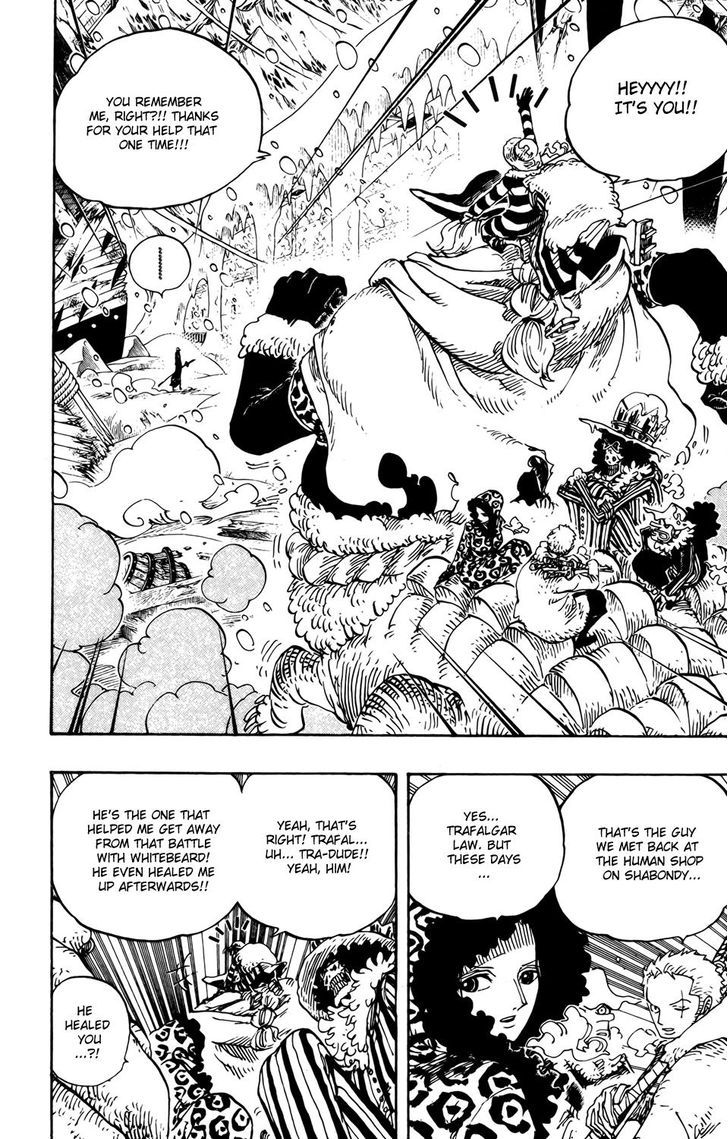 HEYYYY!!
IT'S YOU!!
YOU REMEMBER
ME, RIGHT?!! THANKS
FOR YOUR HELP THAT
ONE TIME!!!
THAT'S THE GUY
WE MET BACK AT
THE HUMAN SHOP
ON SHABONDY...
YES...
TRAFALGAR
LAW. BUT
THESE DAYS
...
YEAH, THAT'S
RIGHT! TRAFAL...
UH... TRA-DUDE!!
YEAH, HIM!
HE'S THE ONE THAT
HELPED ME GET AWAY
FROM THAT BATTLE
WITH WHITEBEARD!
HE EVEN HEALED ME
UP AFTERWARDS!!
HE
HEALED
YOU
...?!